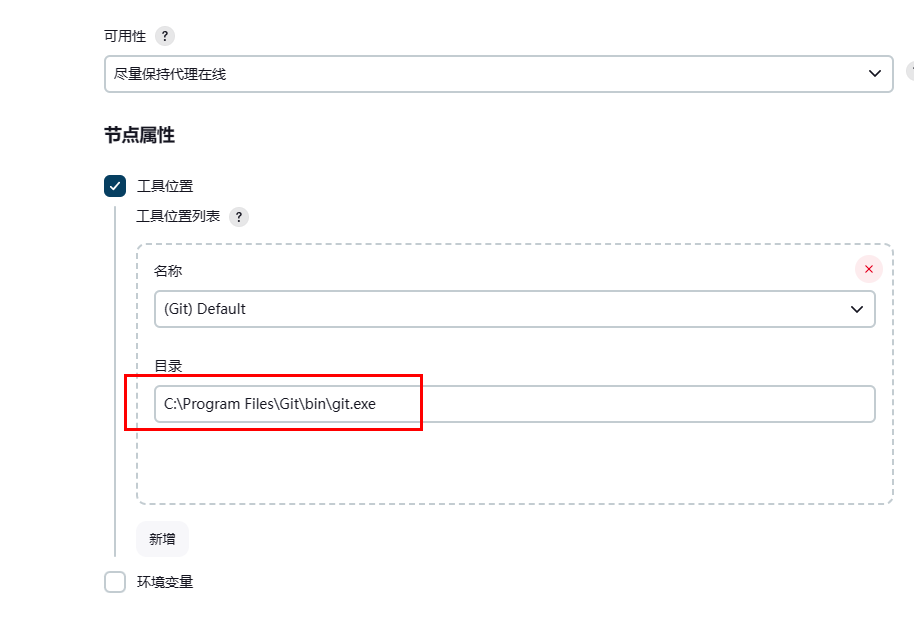 可用性 ?
尽量保持代理在线
节点属性
工具位置
工具位置列表 ?
名称
(Git) Default
目录
C:\Program Files\Git\bin\git.exe
新增
环境变量